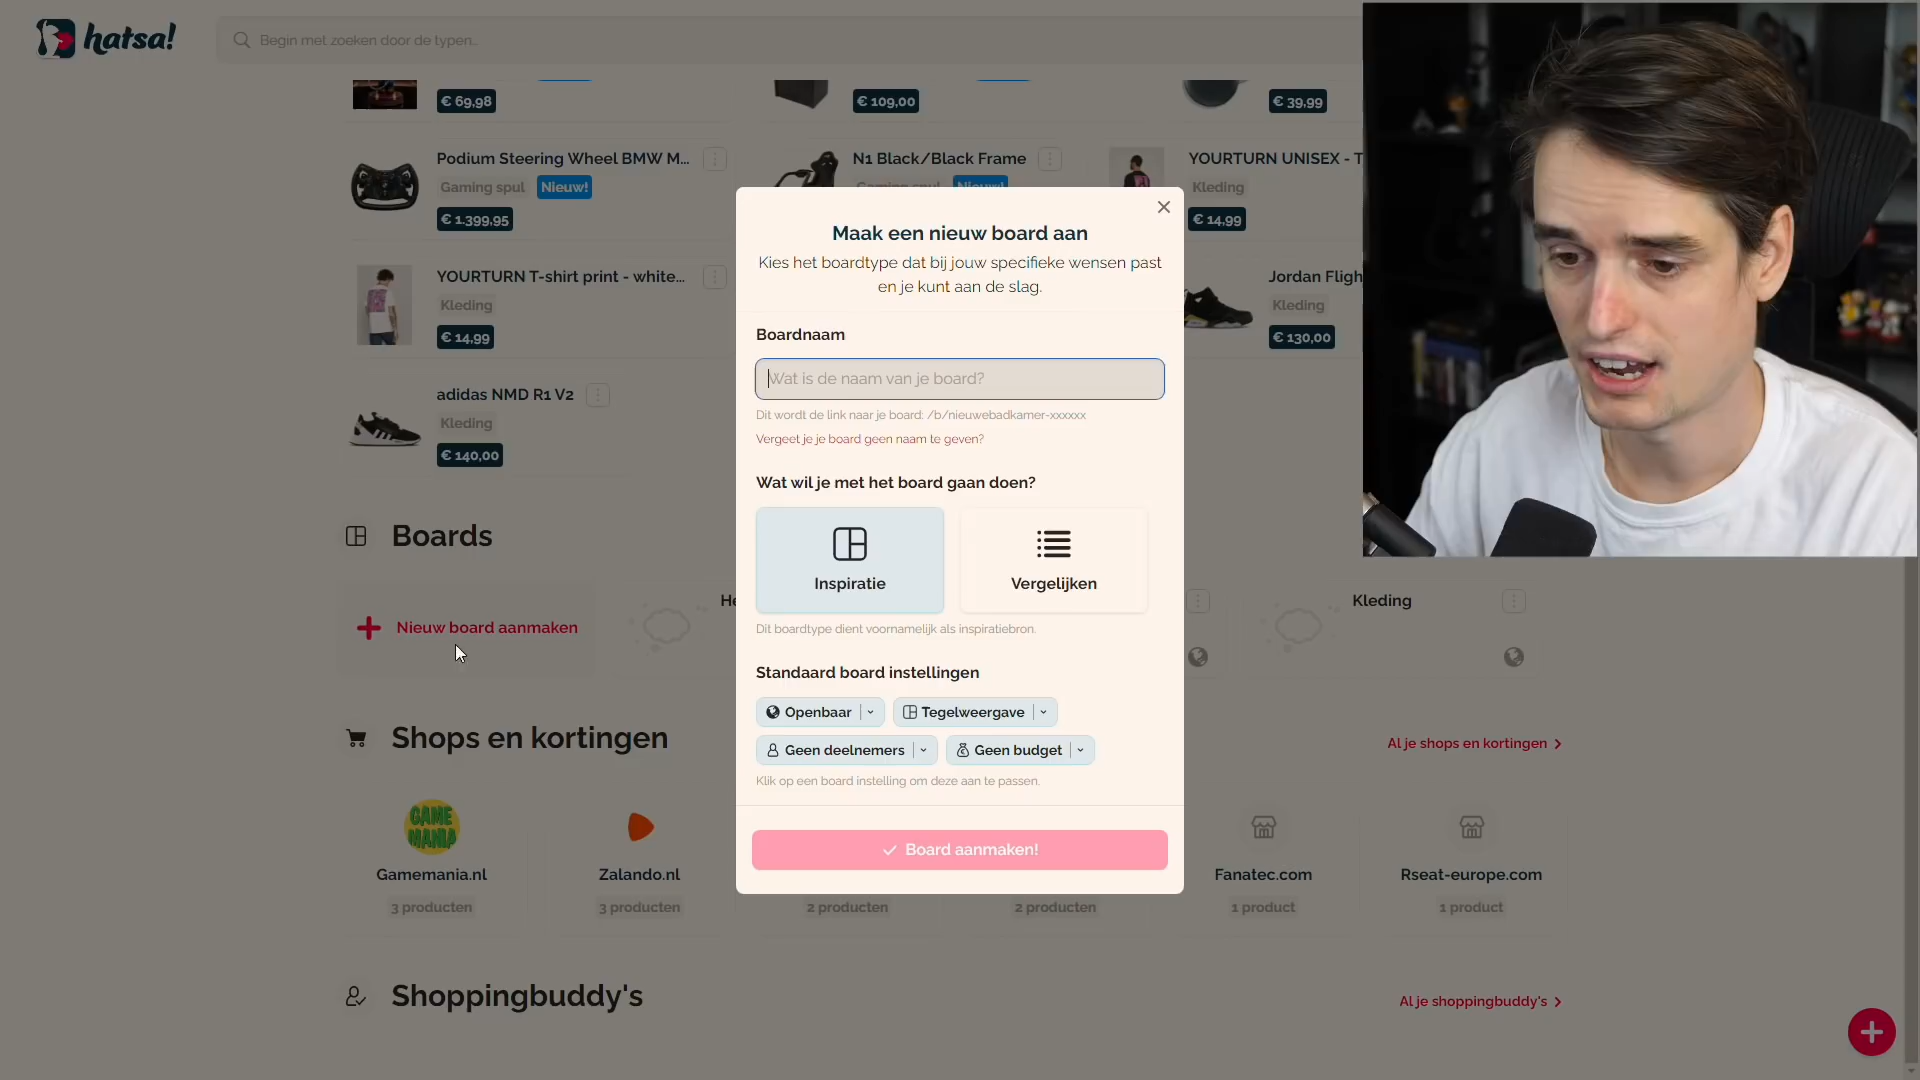 hatsa!
Begin met zoeken door de typen..
€ 69,98
€ 109,00
€ 39,99
Podium Steering Wheel BMW M...
Gaming spul
Nieuw!
€ 1.399,95
N1 Black/Black Frame
Gaming spul
Nieuw!
YOURTURN UNISEX - T
Kleding
€ 14,99
YOURTURN T-shirt print - white...
Kleding
€ 14,99
Jordan Fligh
Kleding
€ 130,00
adidas NMD R1 V2
Kleding
€ 140,00
Maak een nieuw board aan
Kies het boardtype dat bij jouw specifieke wensen past
en je kunt aan de slag.
Boardnaam
Wat is de naam van je board?
Dit wordt de link naar je board: /b/nieuwebadkamer-xxxxxx
Vergeet je je board geen naam te geven?
Wat wil je met het board gaan doen?
Inspiratie
Vergelijken
Dit boardtype dient voornamelijk als inspiratiebron.
Standaard board instellingen
Openbaar
Tegelweergave
Geen deelnemers
Geen budget
Klik op een board instelling om deze aan te passen.
Board aanmaken!
Boards
Nieuw board aanmaken
He
Kleding
Shops en kortingen
Al je shops en kortingen
GAME MANIA
Gamemania.nl
3 producten
Zalando.nl
3 producten
2 producten
2 producten
Fanatec.com
1 product
Rseat-europe.com
1 product
Shoppingbuddy's
Al je shoppingbuddy's